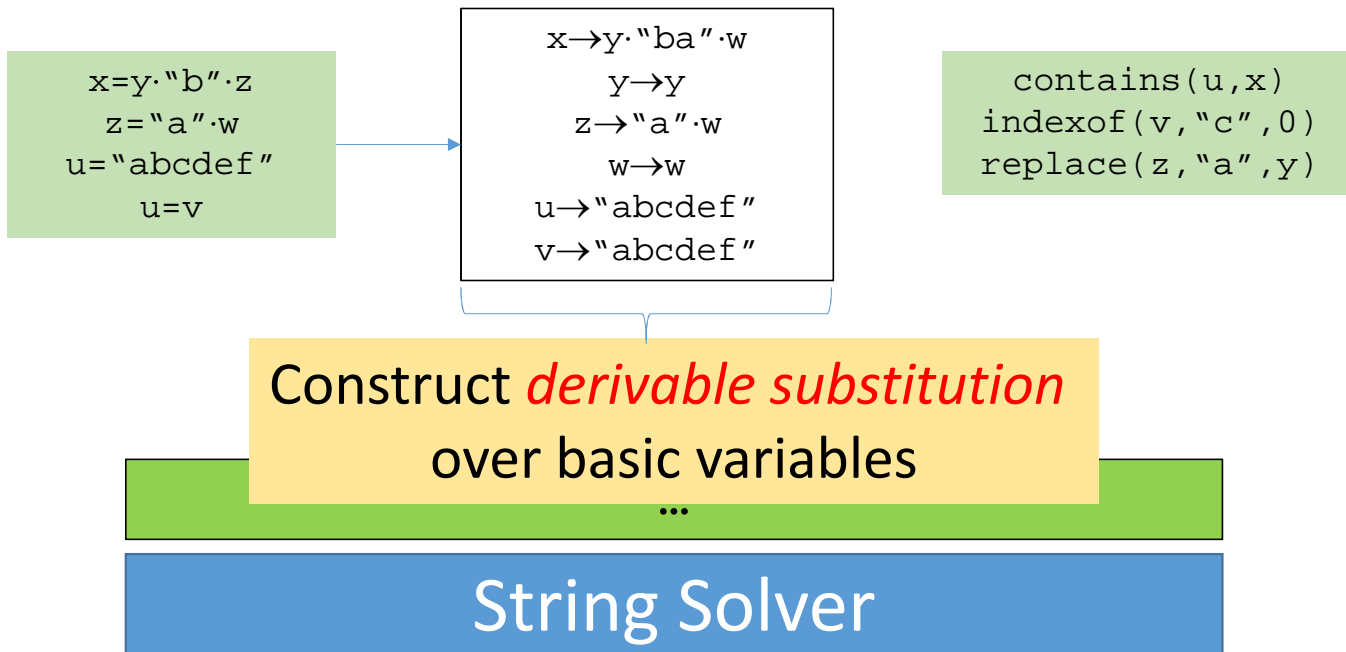 x=y·“b”·z
z=“a”·w
u=“abcdef”
u=v
x→y·“ba”·w
y→y
z→“a”·w
w→w
u→“abcdef”
v→“abcdef”
contains(u,x)
indexof(v,“c”,0)
replace(z,“a”,y)
Construct derivable substitution
over basic variables
…
String Solver